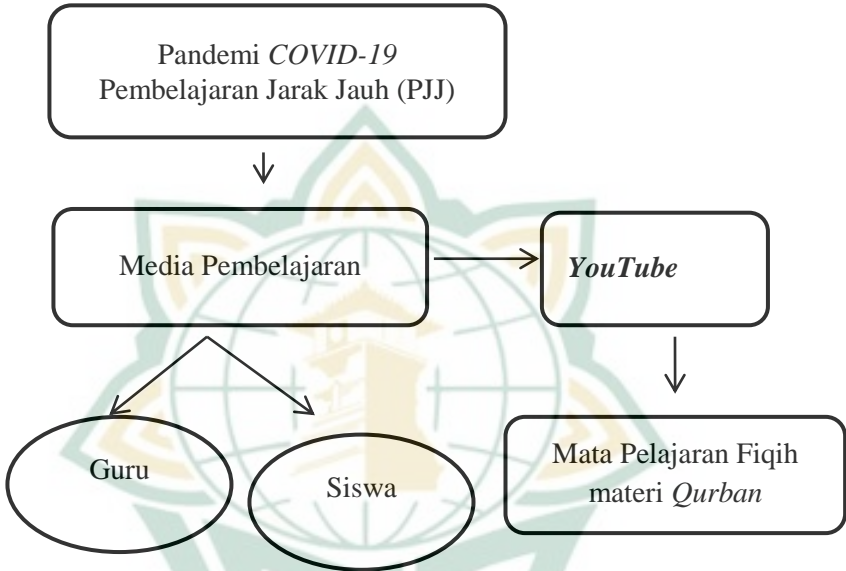 Pandemi COVID-19
Pembelajaran Jarak Jauh (PJJ)
Media Pembelajaran
YouTube
Guru
Siswa
Mata Pelajaran Fiqih
materi Qurban